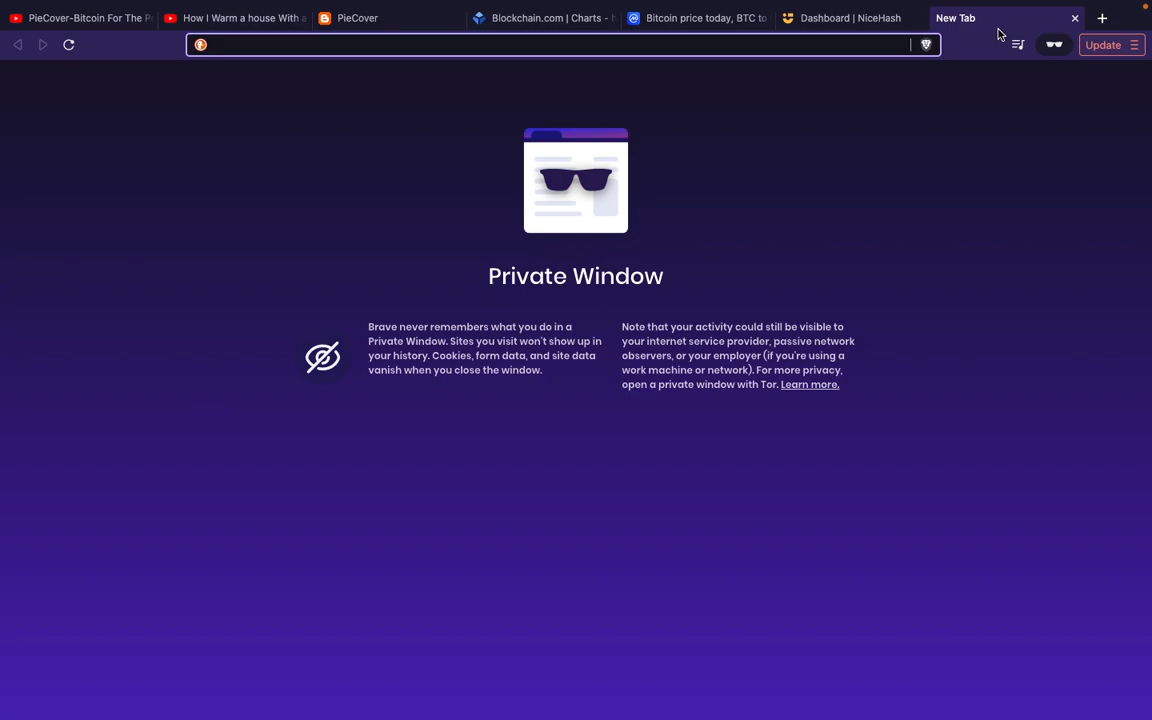 PieCover-Bitcoin For The P
How I Warm a house With a
PieCover
Blockchain.com | Charts - h
Bitcoin price today, BTC to
Dashboard | NiceHash
New Tab
Update
Private Window
Brave never remembers what you do in a
Private Window. Sites you visit won't show up in
your history. Cookies, form data, and site data
vanish when you close the window.
Note that your activity could still be visible to
your internet service provider, passive network
observers, or your employer (if you're using a
work machine or network). For more privacy,
open a private window with Tor. Learn more.